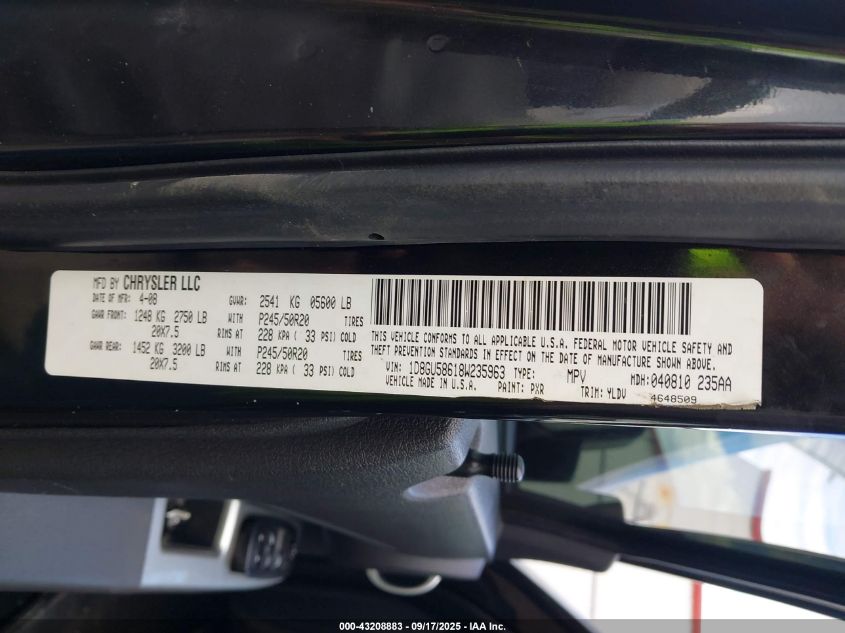 MFD BY CHRYSLER LLC
DATE OF MFR: 4-08 GVWR: 2541 KG 05600 LB
GAWR FRONT: 1248 KG 2750 LB WITH P245/50R20 TIRES
20X7.5 RIMS AT 228 KPA ( 33 PSI) COLD
GAWR REAR: 1452 KG 3200 LB WITH P245/50R20 TIRES
20X7.5 RIMS AT 228 KPA ( 33 PSI) COLD
THIS VEHICLE CONFORMS TO ALL APPLICABLE U.S.A. FEDERAL MOTOR VEHICLE SAFETY AND
THEFT PREVENTION STANDARDS IN EFFECT ON THE DATE OF MANUFACTURE SHOWN ABOVE.
VIN: 1D8GU58618W235963 TYPE: MPV MDH: 040810 235AA
VEHICLE MADE IN U.S.A. PAINT: PXR TRIM: YLDV 4648509
000-43208883 - 09/17/2025 - IAA Inc.